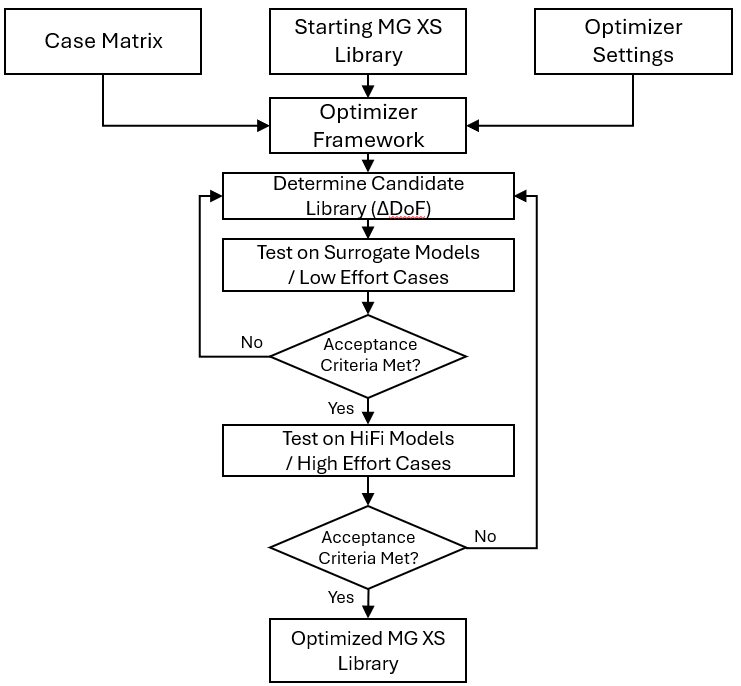 Case Matrix
Starting MG XS
Library
Optimizer
Settings
Optimizer
Framework
Determine Candidate
Library (ΔDoF)
Test on Surrogate Models
/ Low Effort Cases
Acceptance
Criteria Met?
No
Yes
Test on HiFi Models
/ High Effort Cases
Acceptance
Criteria Met?
No
Yes
Optimized MG XS
Library